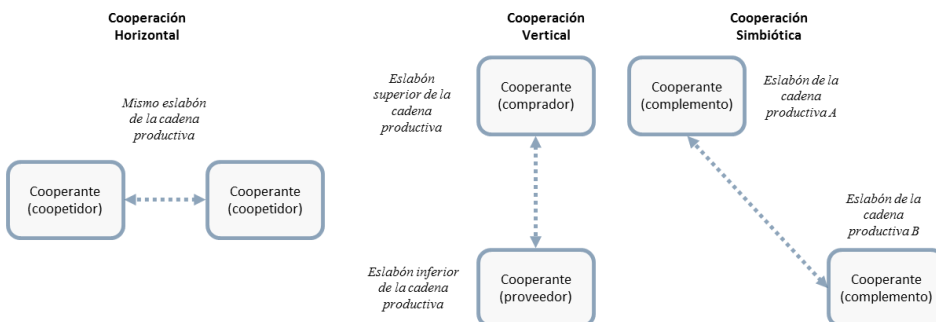 Cooperación
Horizontal
Mismo eslabón
de la cadena
productiva
Cooperante
(coopetidor)
Cooperante
(coopetidor)
Cooperación
Vertical
Eslabón
superior de la
cadena
productiva
Cooperante
(comprador)
Eslabón inferior
de la cadena
productiva
Cooperante
(proveedor)
Cooperación
Simbiótica
Cooperante
(complemento)
Eslabón de la
cadena
productiva A
Eslabón de la
cadena
productiva B
Cooperante
(complemento)